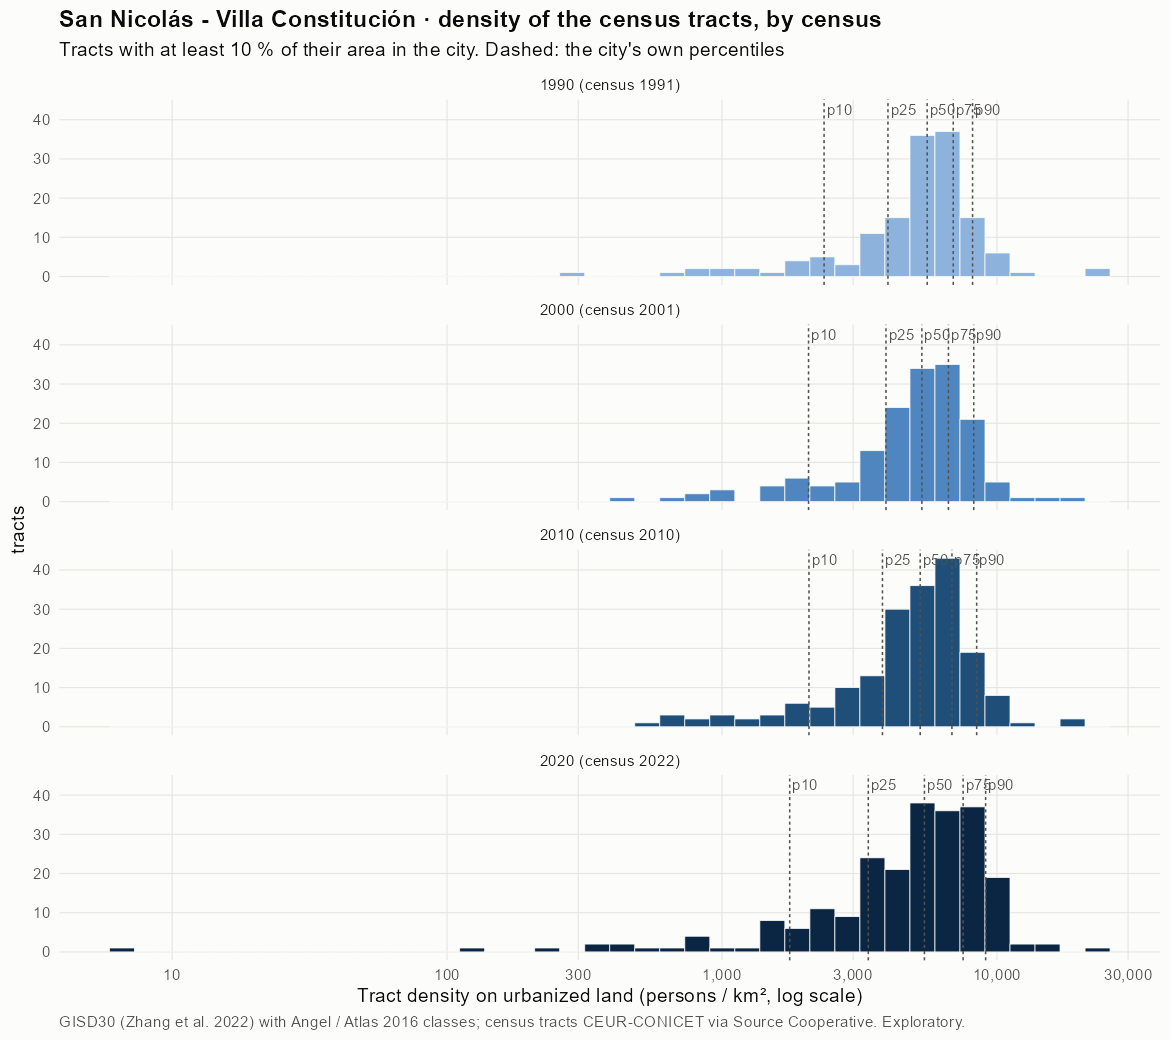 San Nicolás - Villa Constitución · density of the census tracts, by census
Tracts with at least 10 % of their area in the city. Dashed: the city's own percentiles
1990 (census 1991)
p10 p25 p50 p75 p90
40
30
20
10
0
2000 (census 2001)
p10 p25 p50 p75 p90
40
30
20
10
0
2010 (census 2010)
p10 p25 p50 p75 p90
40
30
20
10
0
2020 (census 2022)
p10 p25 p50 p75 p90
40
30
20
10
0
tracts
10 100 300 1,000 3,000 10,000 30,000
Tract density on urbanized land (persons / km², log scale)
GISD30 (Zhang et al. 2022) with Angel / Atlas 2016 classes; census tracts CEUR-CONICET via Source Cooperative. Exploratory.